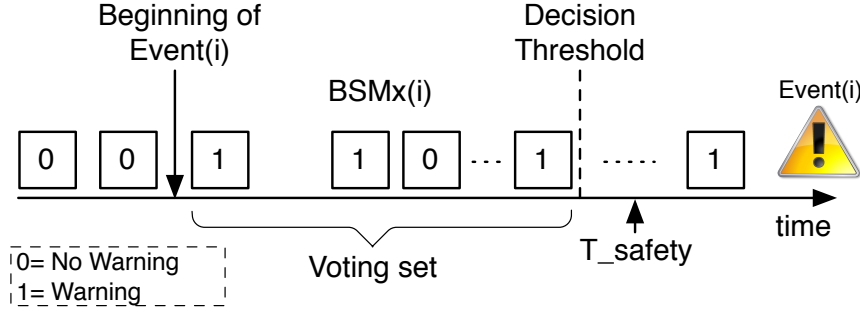 Beginning of
Event(i)
Decision
Threshold
BSMx(i)
Event(i)
0 0 1 1 0 .... 1 ..... 1
time
Voting set
T_safety
0= No Warning
1= Warning